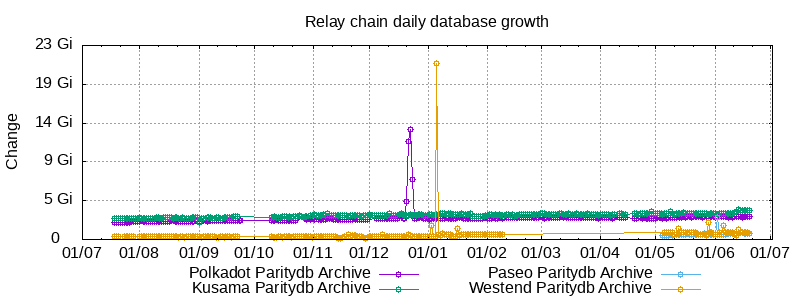 Relay chain daily database growth
Change
23 Gi
19 Gi
14 Gi
9 Gi
5 Gi
0
01/07 01/08 01/09 01/10 01/11 01/12 01/01 01/02 01/03 01/04 01/05 01/06 01/07
Polkadot Paritydb Archive Paseo Paritydb Archive
Kusama Paritydb Archive Westend Paritydb Archive